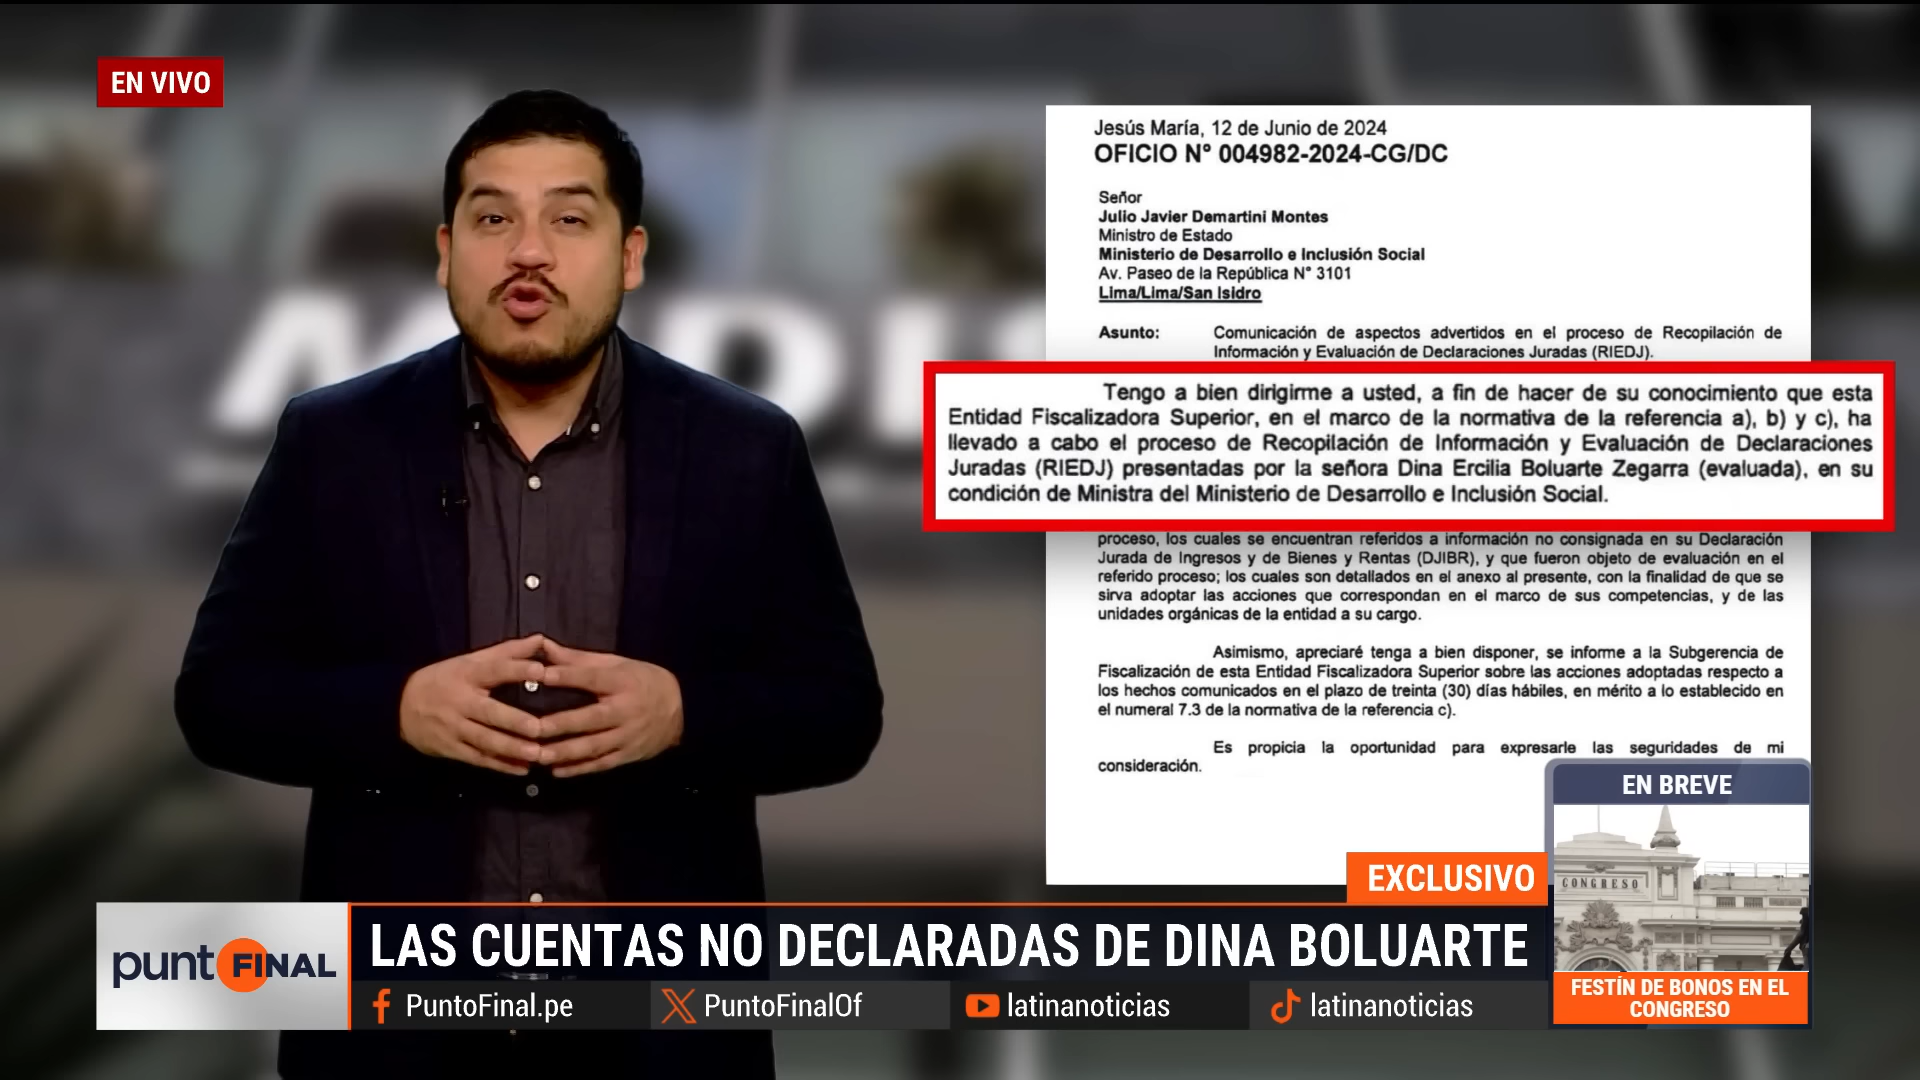 EN VIVO
Jesús María, 12 de Junio de 2024
OFICIO N° 004982-2024-CG/DC
Señor
Julio Javier Demartini Montes
Ministro de Estado
Ministerio de Desarrollo e Inclusión Social
Av. Paseo de la República N° 3101
Lima/Lima/San Isidro
Asunto: Comunicación de aspectos advertidos en el proceso de Recopilación de
Información y Evaluación de Declaraciones Juradas (RIEDJ).
Tengo a bien dirigirme a usted, a fin de hacer de su conocimiento que esta
Entidad Fiscalizadora Superior, en el marco de la normativa de la referencia a), b) y c), ha
llevado a cabo el proceso de Recopilación de Información y Evaluación de Declaraciones
Juradas (RIEDJ) presentadas por la señora Dina Ercilia Boluarte Zegarra (evaluada), en su
condición de Ministra del Ministerio de Desarrollo e Inclusión Social.
proceso, los cuales se encuentran referidos a información no consignada en su Declaración
Jurada de Ingresos y de Bienes y Rentas (DJIBR), y que fueron objeto de evaluación en el
referido proceso; los cuales son detallados en el anexo al presente, con la finalidad de que se
sirva adoptar las acciones que correspondan en el marco de sus competencias, y de las
unidades orgánicas de la entidad a su cargo.
Asimismo, apreciaré tenga a bien disponer, se informe a la Subgerencia de
Fiscalización de esta Entidad Fiscalizadora Superior sobre las acciones adoptadas respecto a
los hechos comunicados en el plazo de treinta (30) días hábiles, en mérito a lo establecido en
el numeral 7.3 de la normativa de la referencia c).
Es propicia la oportunidad para expresarle las seguridades de mi
consideración.
EN BREVE
CONGRESO
FESTÍN DE BONOS EN EL
CONGRESO
EXCLUSIVO
punto FINAL
LAS CUENTAS NO DECLARADAS DE DINA BOLUARTE
PuntoFinal.pe
PuntoFinalOf
latinanoticias
latinanoticias